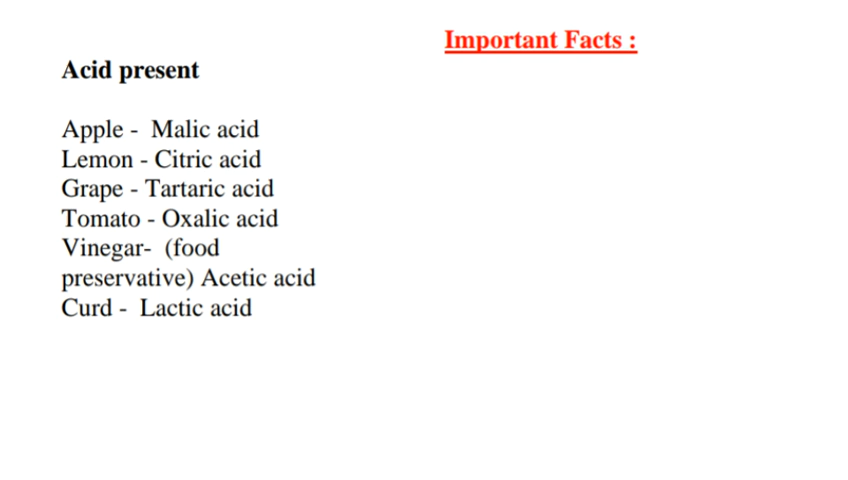 Important Facts :
Acid present
Apple -  Malic acid
Lemon - Citric acid
Grape - Tartaric acid
Tomato - Oxalic acid
Vinegar-  (food
preservative) Acetic acid
Curd -  Lactic acid